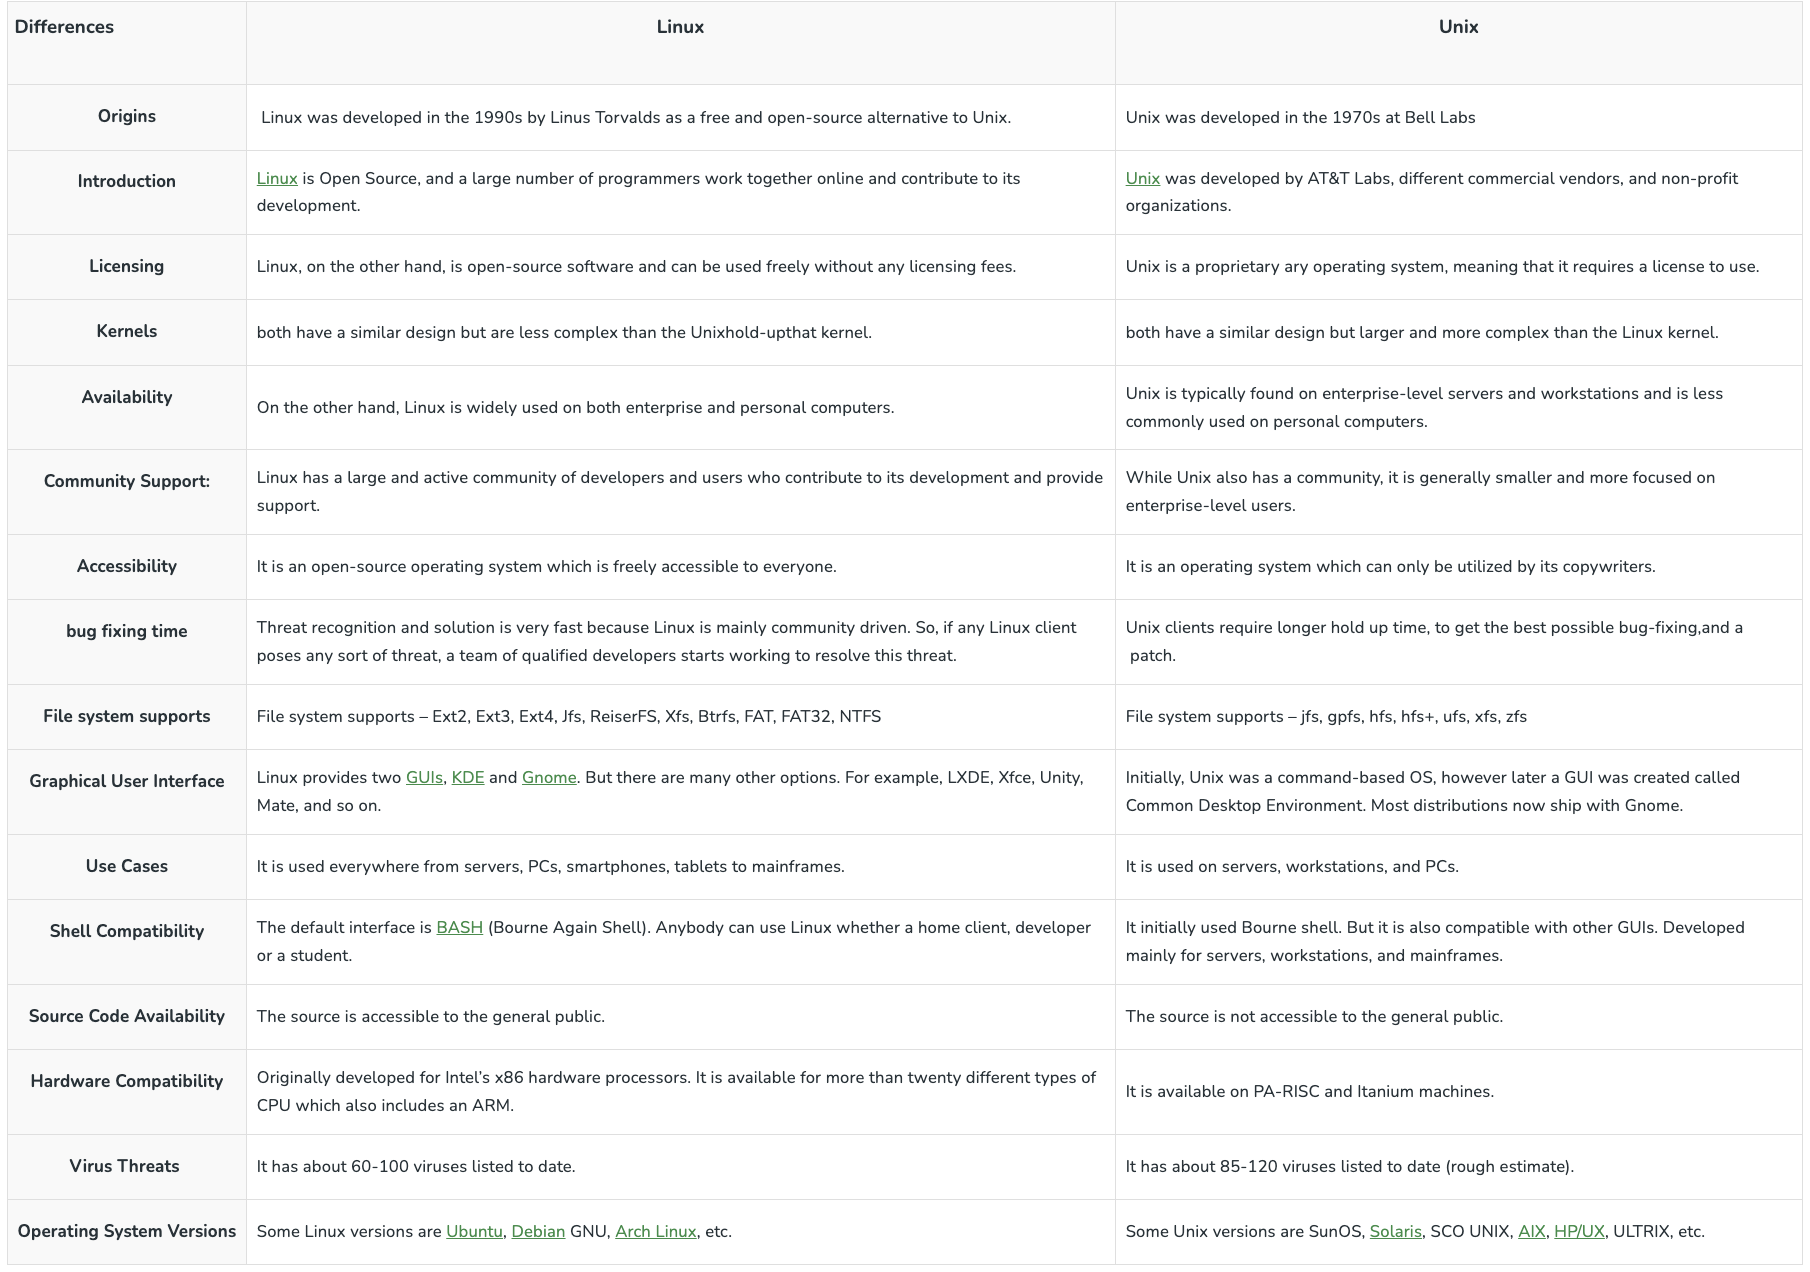 Differences Linux Unix
Origins Linux was developed in the 1990s by Linus Torvalds as a free and open-source alternative to Unix. Unix was developed in the 1970s at Bell Labs
Introduction
Linux is Open Source, and a large number of programmers work together online and contribute to its
development.
Unix was developed by AT&T Labs, different commercial vendors, and non-profit
organizations.
Licensing Linux, on the other hand, is open-source software and can be used freely without any licensing fees. Unix is a proprietary ary operating system, meaning that it requires a license to use.
Kernels both have a similar design but are less complex than the Unixhold-upthat kernel. both have a similar design but larger and more complex than the Linux kernel.
Availability
On the other hand, Linux is widely used on both enterprise and personal computers.
Unix is typically found on enterprise-level servers and workstations and is less
commonly used on personal computers.
Community Support:
Linux has a large and active community of developers and users who contribute to its development and provide
support.
While Unix also has a community, it is generally smaller and more focused on
enterprise-level users.
Accessibility It is an open-source operating system which is freely accessible to everyone. It is an operating system which can only be utilized by its copywriters.
bug fixing time
Threat recognition and solution is very fast because Linux is mainly community driven. So, if any Linux client
poses any sort of threat, a team of qualified developers starts working to resolve this threat.
Unix clients require longer hold up time, to get the best possible bug-fixing,and a
patch.
File system supports File system supports – Ext2, Ext3, Ext4, Jfs, ReiserFS, Xfs, Btrfs, FAT, FAT32, NTFS File system supports – jfs, gpfs, hfs, hfs+, ufs, xfs, zfs
Graphical User Interface
Linux provides two GUIs, KDE and Gnome. But there are many other options. For example, LXDE, Xfce, Unity,
Mate, and so on.
Initially, Unix was a command-based OS, however later a GUI was created called
Common Desktop Environment. Most distributions now ship with Gnome.
Use Cases It is used everywhere from servers, PCs, smartphones, tablets to mainframes. It is used on servers, workstations, and PCs.
Shell Compatibility
The default interface is BASH (Bourne Again Shell). Anybody can use Linux whether a home client, developer
or a student.
It initially used Bourne shell. But it is also compatible with other GUIs. Developed
mainly for servers, workstations, and mainframes.
Source Code Availability The source is accessible to the general public. The source is not accessible to the general public.
Hardware Compatibility
Originally developed for Intel’s x86 hardware processors. It is available for more than twenty different types of
CPU which also includes an ARM.
It is available on PA-RISC and Itanium machines.
Virus Threats It has about 60-100 viruses listed to date. It has about 85-120 viruses listed to date (rough estimate).
Operating System Versions Some Linux versions are Ubuntu, Debian GNU, Arch Linux, etc. Some Unix versions are SunOS, Solaris, SCO UNIX, AIX, HP/UX, ULTRIX, etc.